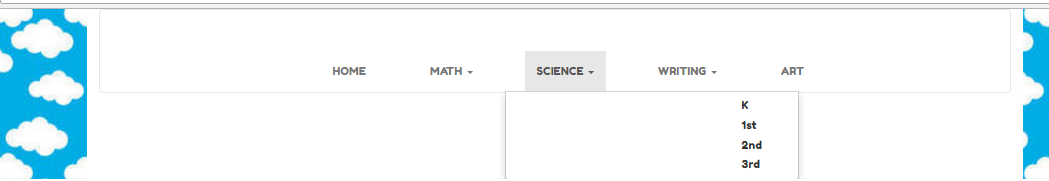 HOME MATH SCIENCE WRITING ART
K
1st
2nd
3rd